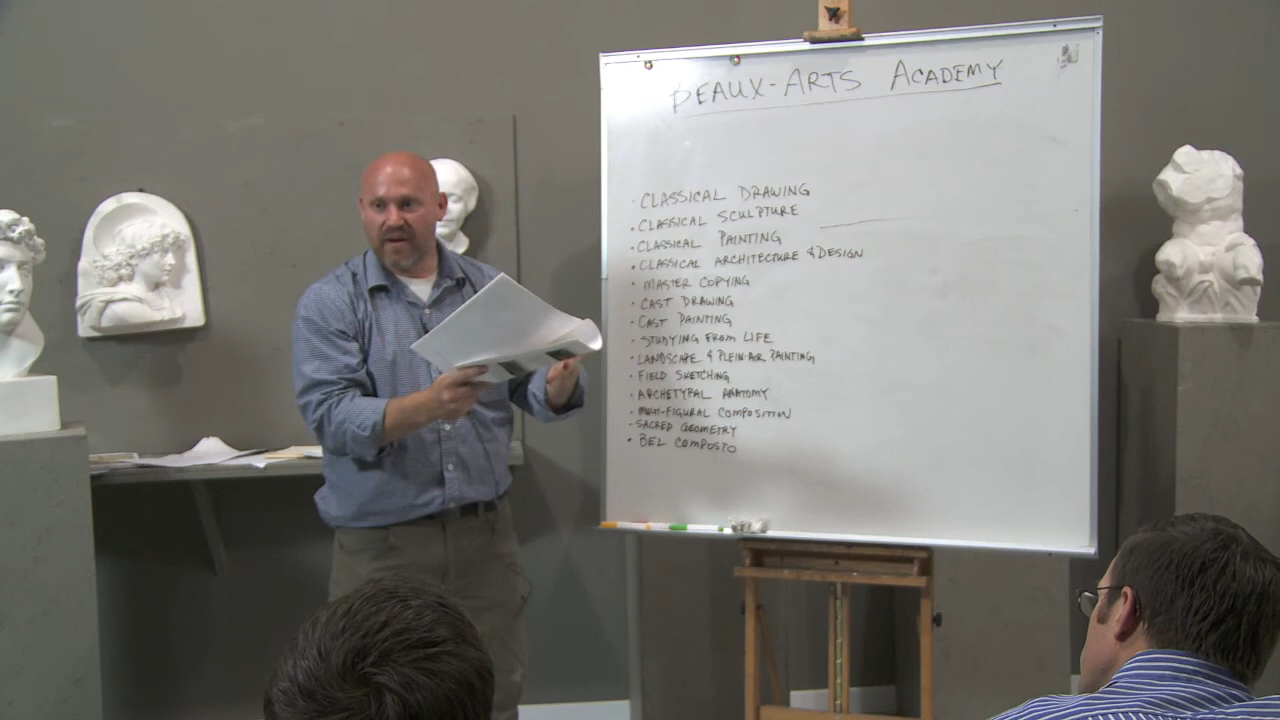 BEAUX-ARTS ACADEMY
• CLASSICAL DRAWING
• CLASSICAL SCULPTURE
• CLASSICAL PAINTING
• CLASSICAL ARCHITECTURE & DESIGN
• MASTER COPYING
• CAST DRAWING
• CAST PAINTING
• STUDYING FROM LIFE
• LANDSCAPE & PLEIN-AIR PAINTING
• FIELD SKETCHING
• ARCHETYPAL ANATOMY
• MULTI-FIGURAL COMPOSITION
• SACRED GEOMETRY
• BEL COMPOSTO